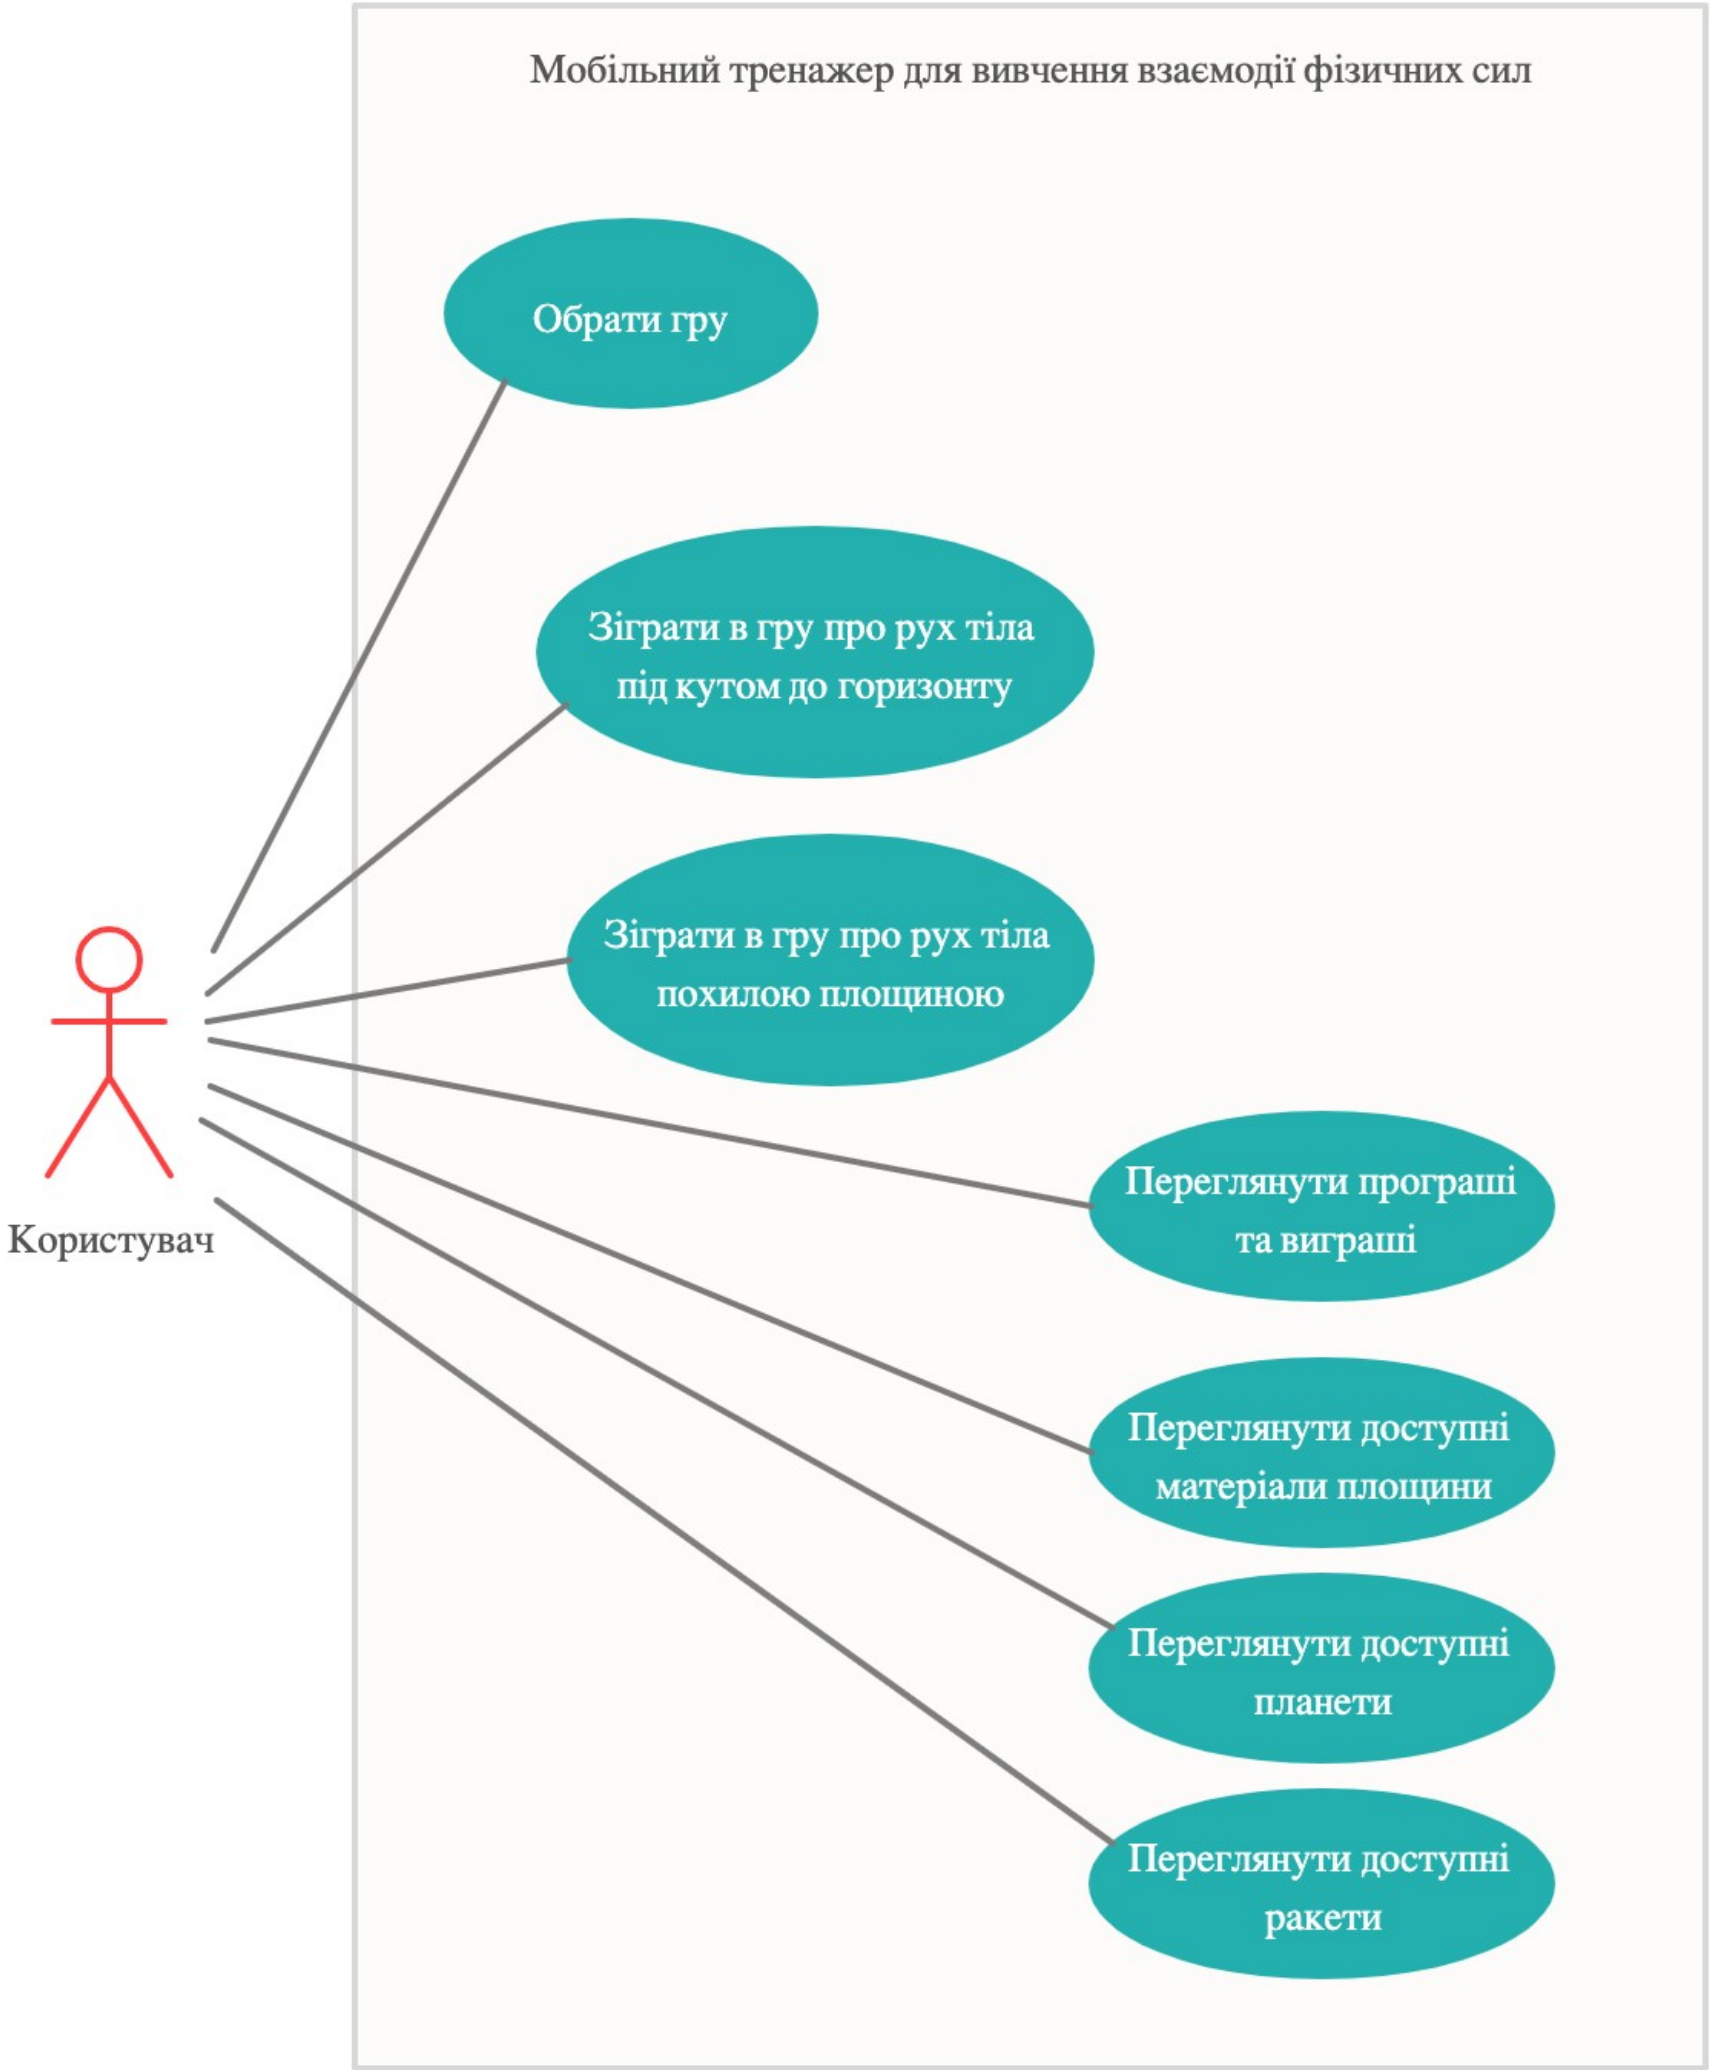 Мобільний тренажер для вивчення взаємодії фізичних сил
Обрати гру
Зіграти в гру про рух тіла
під кутом до горизонту
Зіграти в гру про рух тіла
похилою площиною
Користувач
Переглянути програші
та виграші
Переглянути доступні
матеріали площини
Переглянути доступні
планети
Переглянути доступні
ракети